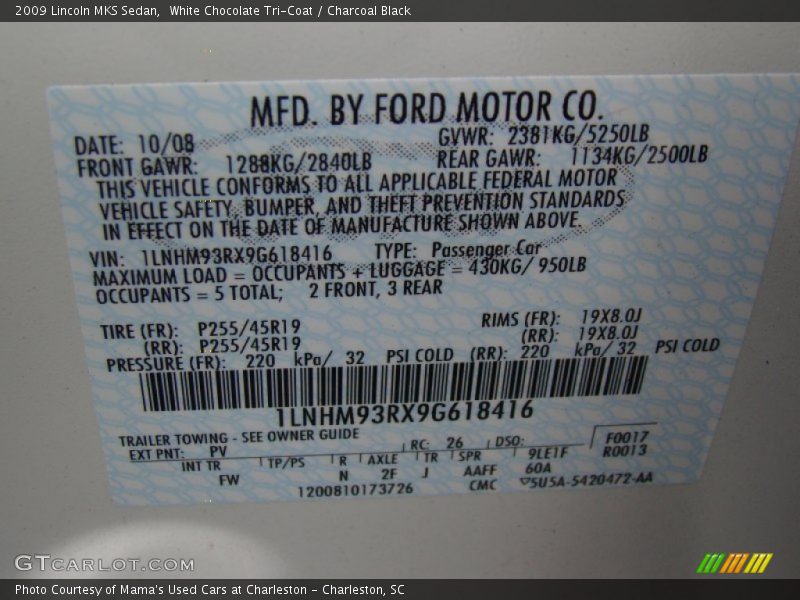 2009 Lincoln MKS Sedan, White Chocolate Tri-Coat / Charcoal Black
MFD. BY FORD MOTOR CO.
DATE: 10/08 GVWR: 2381KG/5250LB
FRONT GAWR: 1288KG/2840LB REAR GAWR: 1134KG/2500LB
THIS VEHICLE CONFORMS TO ALL APPLICABLE FEDERAL MOTOR
VEHICLE SAFETY, BUMPER, AND THEFT PREVENTION STANDARDS
IN EFFECT ON THE DATE OF MANUFACTURE SHOWN ABOVE.
VIN: 1LNHM93RX9G618416 TYPE: Passenger Car
MAXIMUM LOAD = OCCUPANTS + LUGGAGE = 430KG/ 950LB
OCCUPANTS = 5 TOTAL; 2 FRONT, 3 REAR
TIRE (FR): P255/45R19 RIMS (FR): 19X8.0J
(RR): P255/45R19 (RR): 19X8.0J
PRESSURE (FR): 220 kPa/ 32 PSI COLD (RR): 220 kPa/ 32 PSI COLD
1LNHM93RX9G618416
TRAILER TOWING - SEE OWNER GUIDE
EXT PNT: PV RC: 26 DSO: F0017
R0013
INT TR TP/PS R AXLE TR SPR 9LE1F
FW N 2F J AAFF 60A
1200810173726 CMC ▽5U5A-5420472-AA
GTCARLOT.COM
Photo Courtesy of Mama's Used Cars at Charleston - Charleston, SC